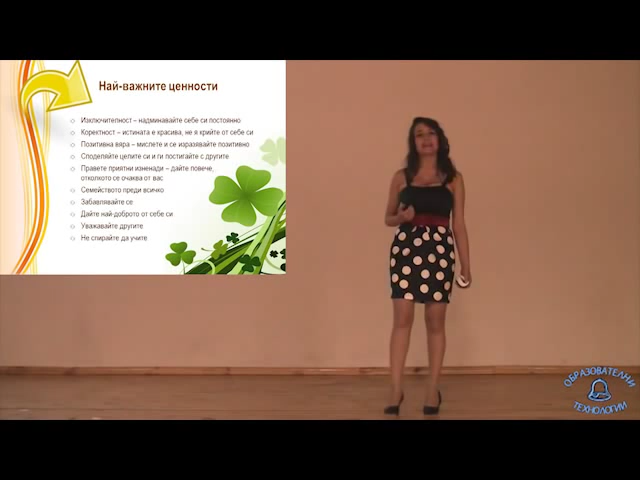 Най-важните ценности
Изключителност – надминавайте себе си постоянно
Коректност – истината е красива, не я крийте от себе си
Позитивна вяра – мислете и се изразявайте позитивно
Споделяйте целите си и ги постигайте с другите
Правете приятни изненади – дайте повече,
отколкото се очаква от вас
Семейството преди всичко
Забавлявайте се
Дайте най-доброто от себе си
Уважавайте другите
Не спирайте да учите
ОБРАЗОВАТЕЛНИ
ТЕХНОЛОГИИ